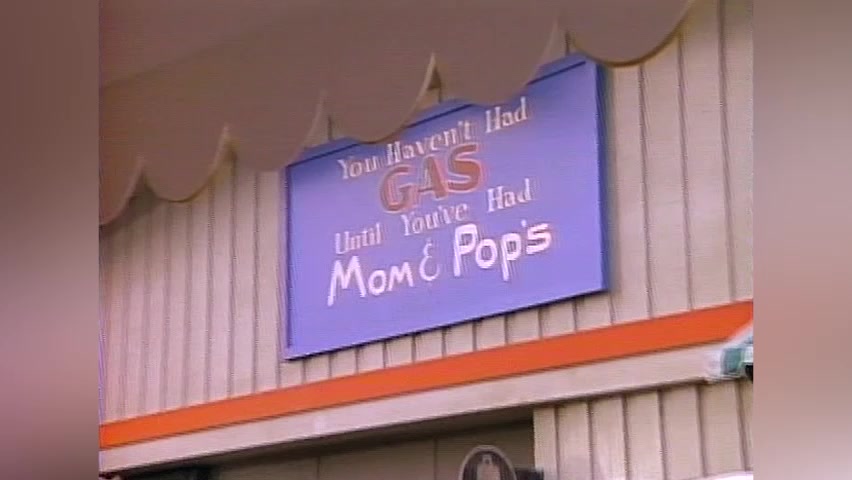 You Haven't Had
GAS
Until You've Had
Mom & Pop's